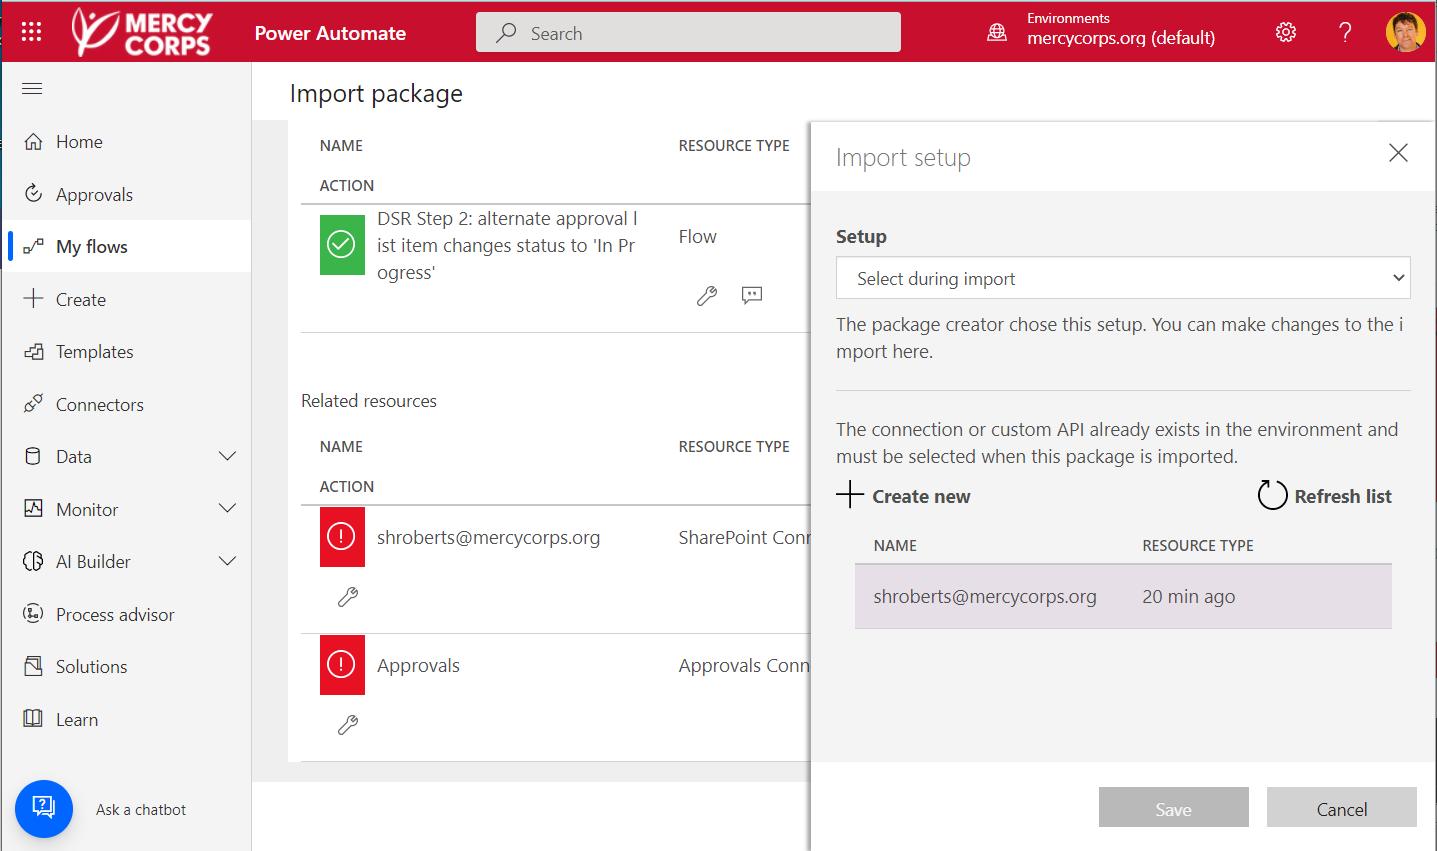 MERCY
CORPS
Power Automate
Search
Environments
mercycorps.org (default)
Home
Approvals
My flows
Create
Templates
Connectors
Data
Monitor
AI Builder
Process advisor
Solutions
Learn
Ask a chatbot
Import package
NAME RESOURCE TYPE
ACTION
DSR Step 2: alternate approval l
ist item changes status to 'In Pr
ogress'
Flow
Related resources
NAME RESOURCE TYPE
ACTION
shroberts@mercycorps.org SharePoint Conn
Approvals Approvals Conn
Import setup
Setup
Select during import
The package creator chose this setup. You can make changes to the i
mport here.
The connection or custom API already exists in the environment and
must be selected when this package is imported.
Create new Refresh list
NAME RESOURCE TYPE
shroberts@mercycorps.org 20 min ago
Save Cancel